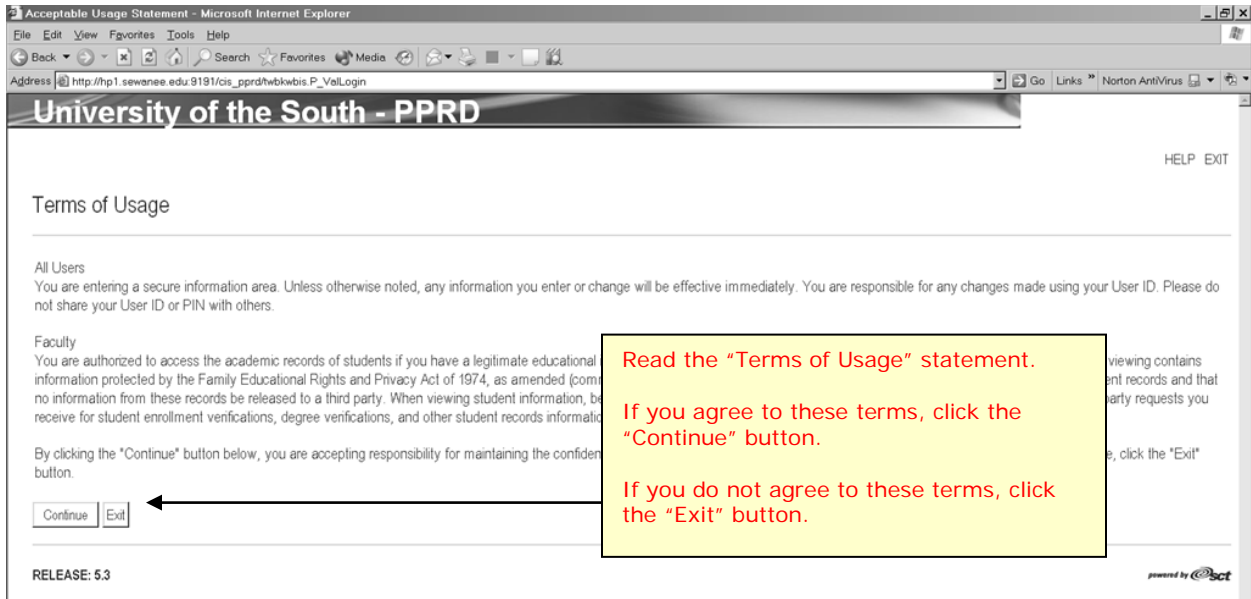 Acceptable Usage Statement - Microsoft Internet Explorer
File Edit View Favorites Tools Help
Back Search Favorites Media
Address http://hp1.sewanee.edu:9191/cis_pprd/twbkwbis.P_ValLogin Go Links » Norton AntiVirus
University of the South - PPRD
HELP EXIT
Terms of Usage
All Users
You are entering a secure information area. Unless otherwise noted, any information you enter or change will be effective immediately. You are responsible for any changes made using your User ID. Please do
not share your User ID or PIN with others.
Faculty
You are authorized to access the academic records of students if you have a legitimate educational viewing contains
information protected by the Family Educational Rights and Privacy Act of 1974, as amended ent records and that
no information from these records be released to a third party. When viewing student information, party requests you
receive for student enrollment verifications, degree verifications, and other student records
By clicking the "Continue" button below, you are accepting responsibility for maintaining the , click the "Exit"
button.
Continue Exit
Read the “Terms of Usage” statement.
If you agree to these terms, click the
“Continue” button.
If you do not agree to these terms, click
the “Exit” button.
RELEASE: 5.3
powered by sct